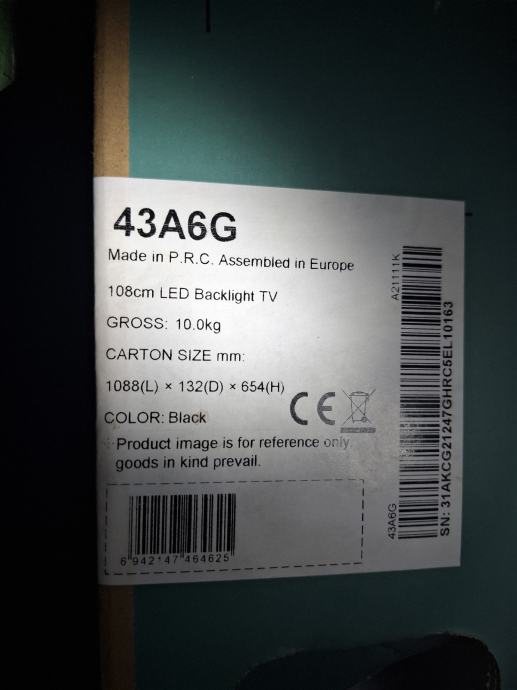 43A6G
Made in P.R.C. Assembled in Europe
108cm LED Backlight TV
GROSS: 10.0kg
CARTON SIZE mm:
1088(L) × 132(D) × 654(H)
COLOR: Black
CE
Product image is for reference only
goods in kind prevail.
6 942147 464625
A21111K
43A6G
SN: 31AKCG21247GHRC5EL10163